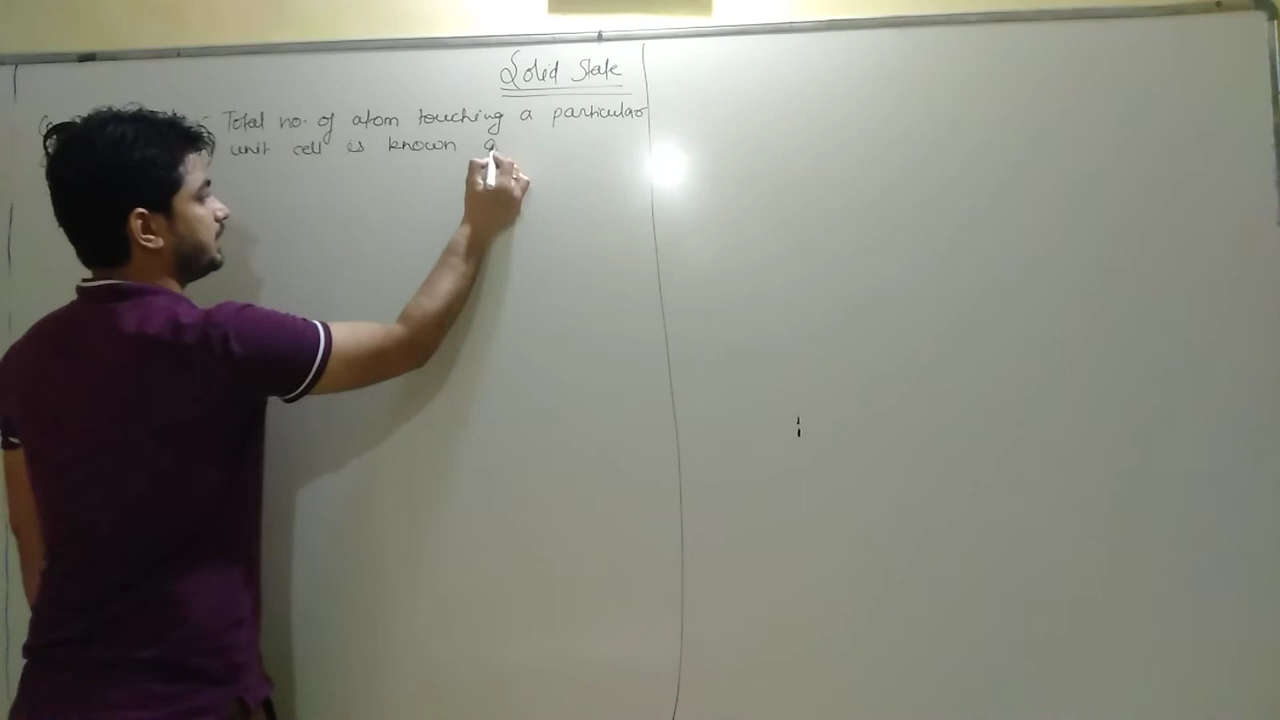 Solid State
- Total no. of atom touching a particular
unit cell is known a